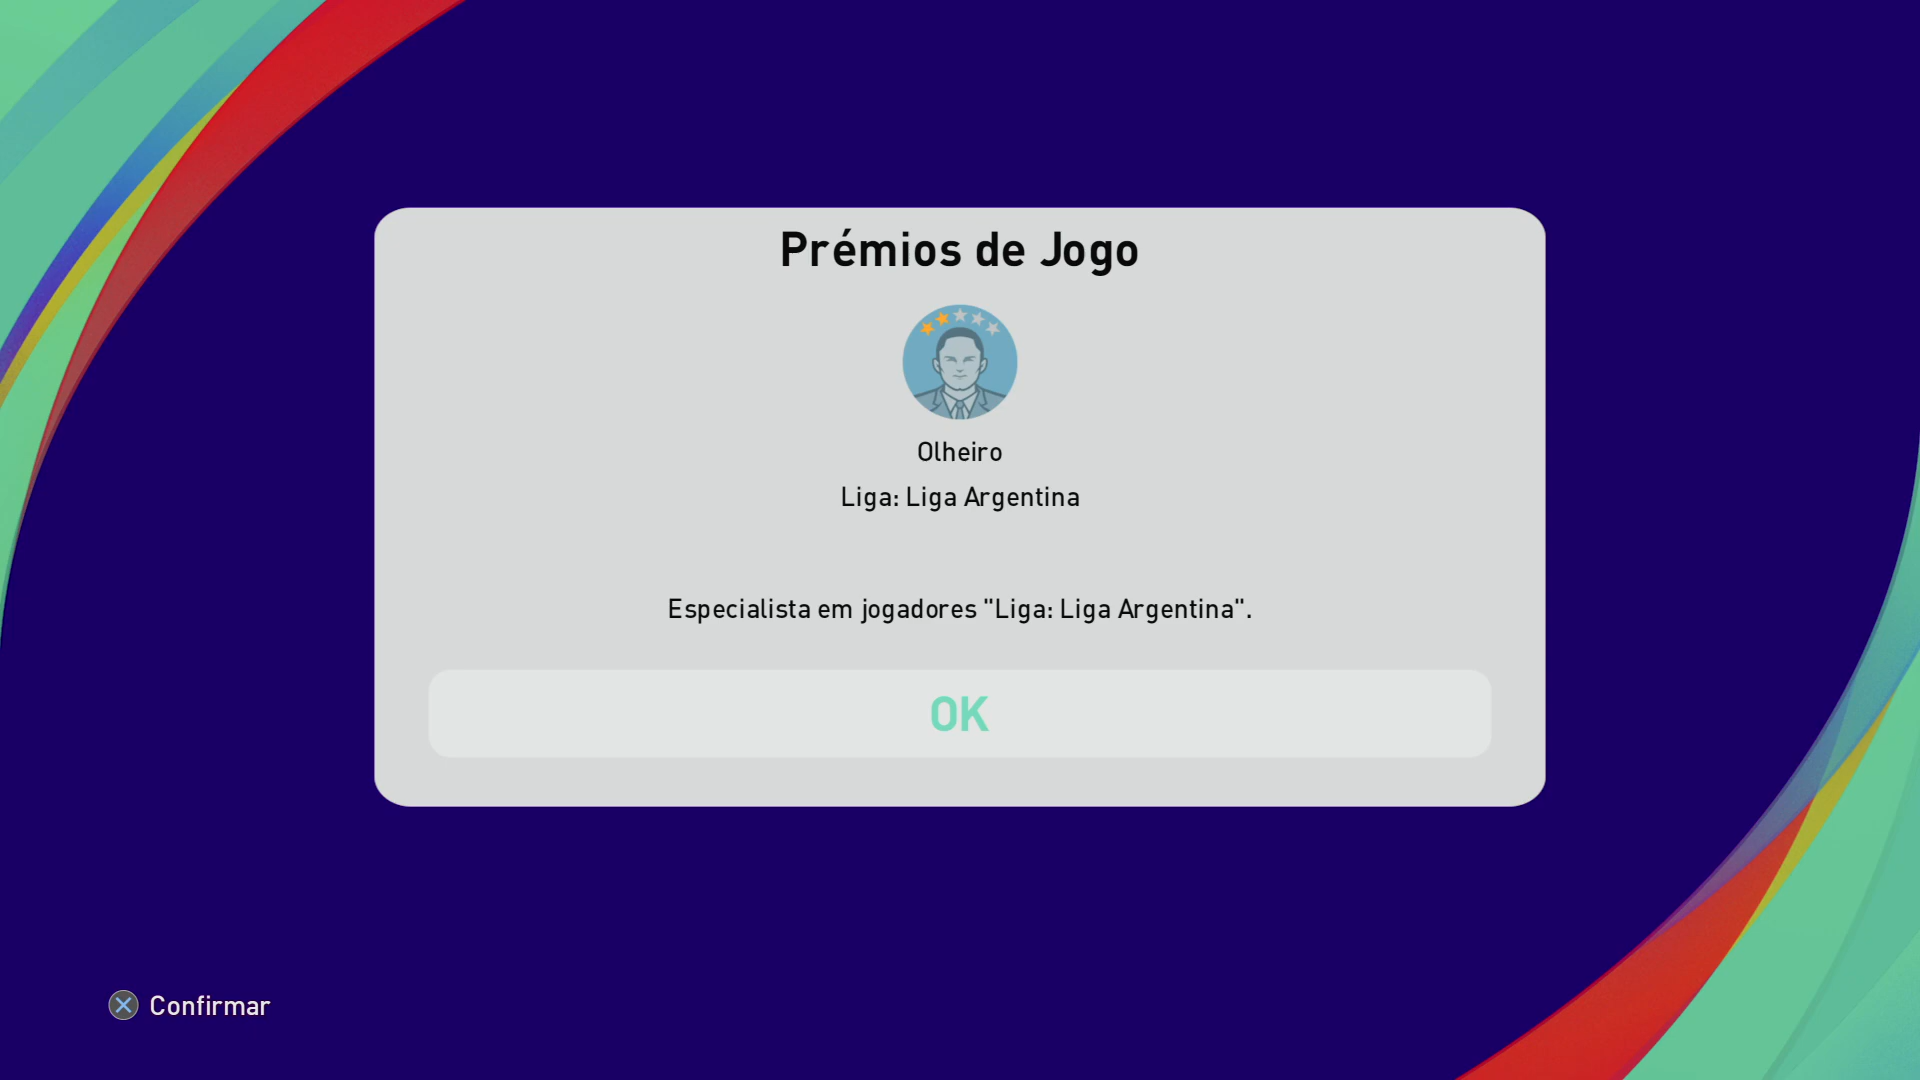 Prémios de Jogo
Olheiro
Liga: Liga Argentina
Especialista em jogadores "Liga: Liga Argentina".
OK
Confirmar